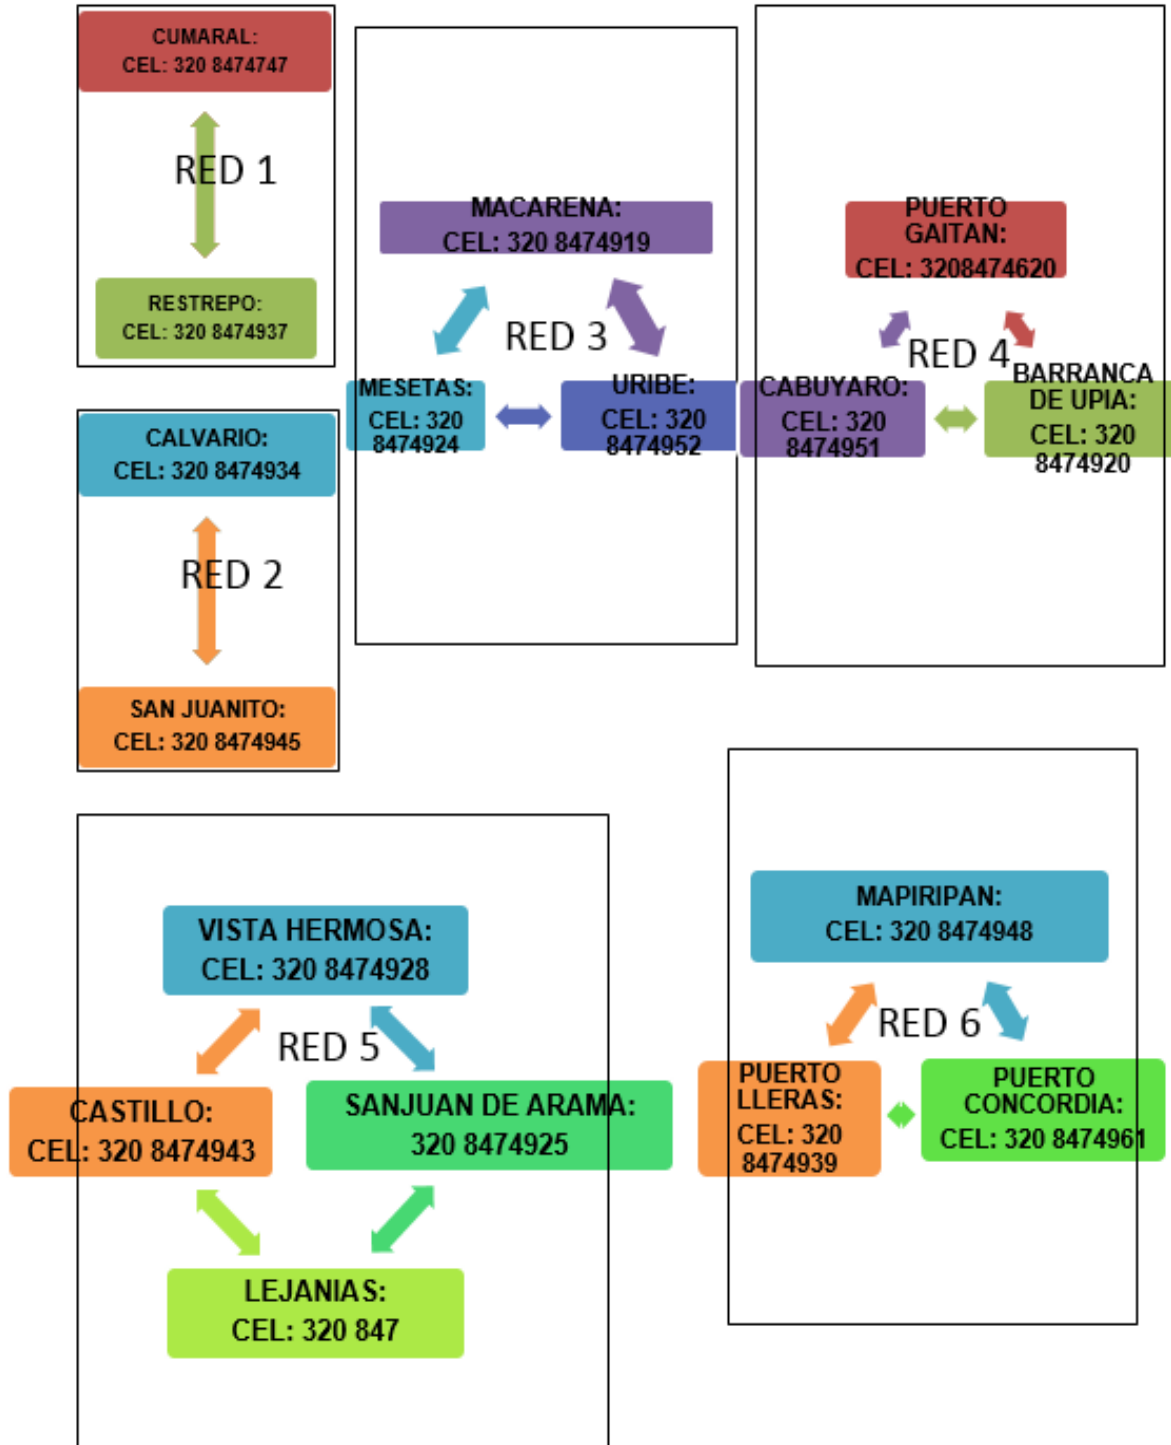 CUMARAL:
CEL: 320 8474747
RED 1
RESTREPO:
CEL: 320 8474937
CALVARIO:
CEL: 320 8474934
RED 2
SAN JUANITO:
CEL: 320 8474945
MACARENA:
CEL: 320 8474919
RED 3
MESETAS:
CEL: 320
8474924
URIBE:
CEL: 320
8474952
PUERTO
GAITAN:
CEL: 3208474620
RED 4
CABUYARO:
CEL: 320
8474951
BARRANCA
DE UPIA:
CEL: 320
8474920
VISTA HERMOSA:
CEL: 320 8474928
RED 5
CASTILLO:
CEL: 320 8474943
SANJUAN DE ARAMA:
320 8474925
LEJANIAS:
CEL: 320 847
MAPIRIPAN:
CEL: 320 8474948
RED 6
PUERTO
LLERAS:
CEL: 320
8474939
PUERTO
CONCORDIA:
CEL: 320 8474961